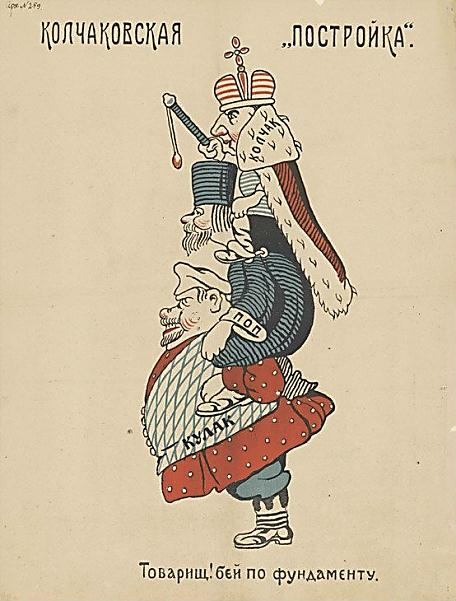 КОЛЧАКОВСКАЯ „ПОСТРОЙКА“.
КОЛЧАК
ПОП
КУЛАК
Товарищ! бей по фундаменту.